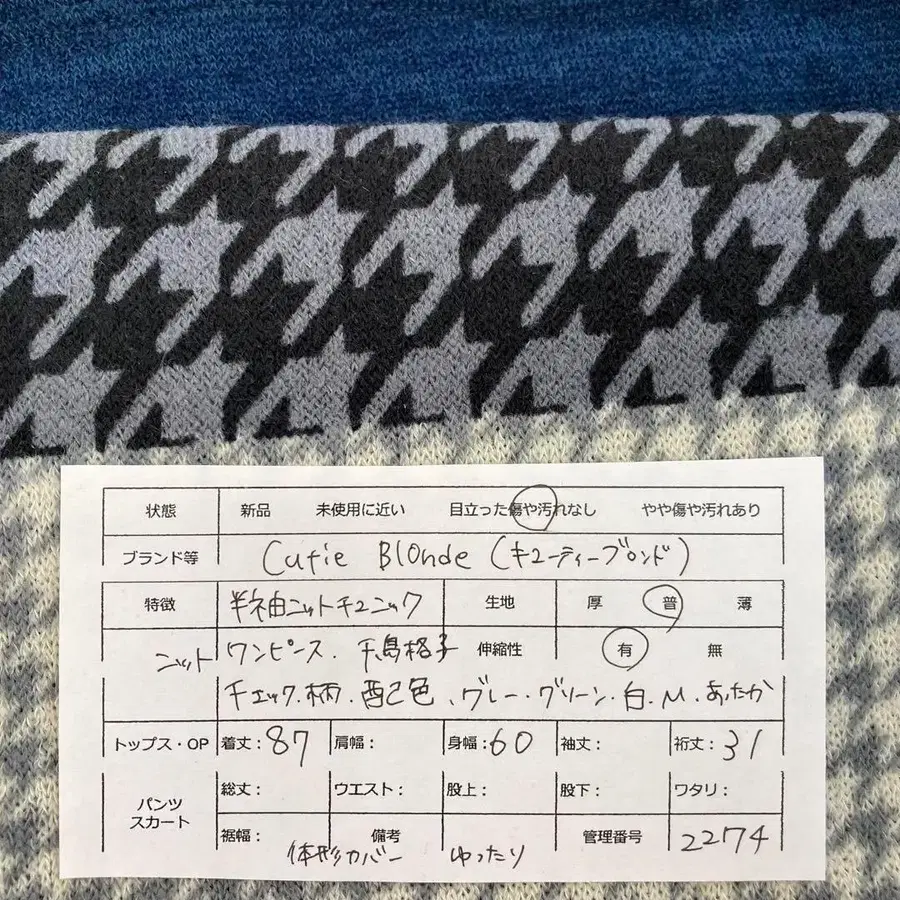 状態 新品 未使用に近い 目立った傷や汚れなし やや傷や汚れあり
ブランド等 Cutie Blonde (キューティーブロンド)
特徴 半袖ニットチュニック 生地 厚 普 薄
ニット ワンピース. 千鳥格子 伸縮性 有 無
チェック.柄.配色.グレー.グリーン.白.M.あたたか
トップス・OP 着丈:87 肩幅: 身幅:60 袖丈: 裄丈:31
パンツ スカート 総丈: ウエスト: 股上: 股下: ワタリ:
裾幅: 備考 体形カバー ゆったり 管理番号 2274